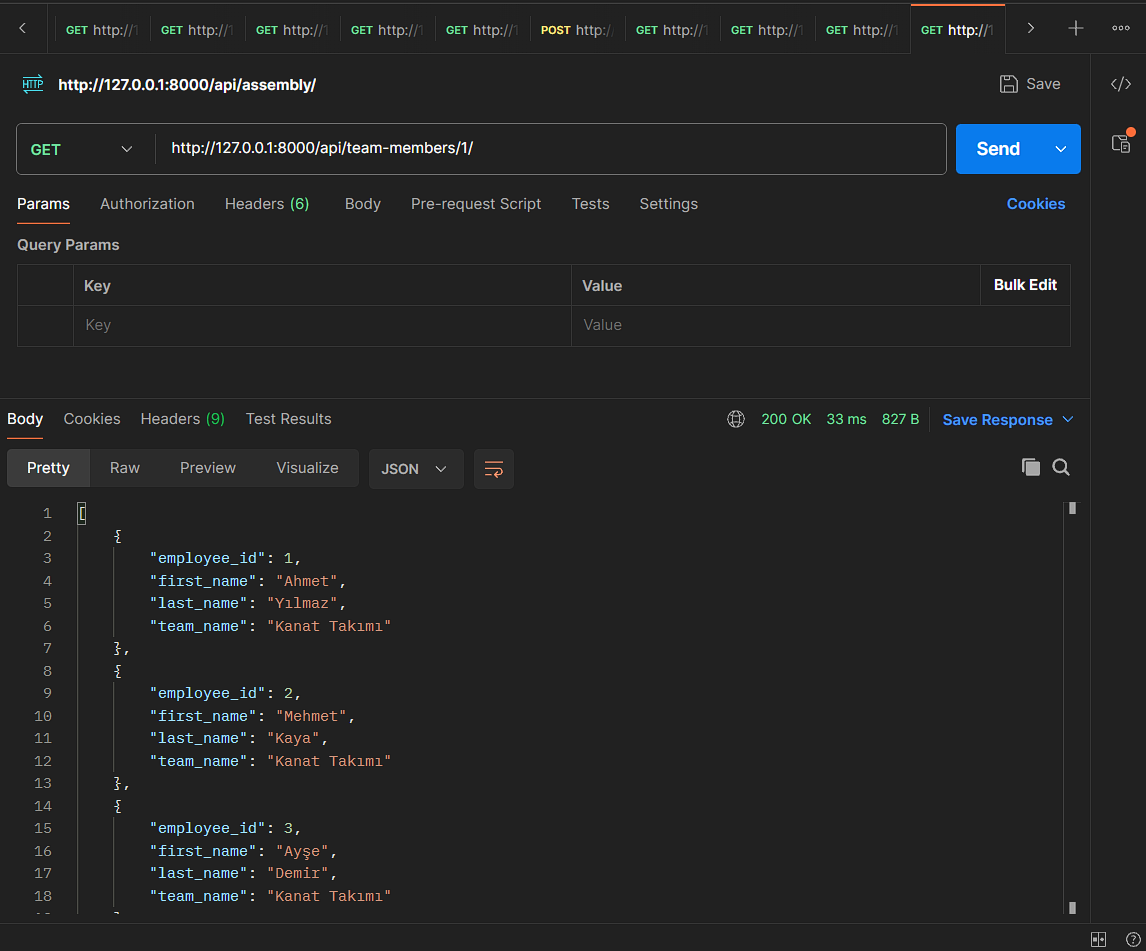 GET http://1 GET http://1 GET http://1 GET http://1 GET http://1 POST http:/ GET http://1 GET http://1 GET http://1 GET http://1
HTTP http://127.0.0.1:8000/api/assembly/ Save </>
GET http://127.0.0.1:8000/api/team-members/1/ Send
Params Authorization Headers (6) Body Pre-request Script Tests Settings Cookies
Query Params
Key Value Bulk Edit
Key Value
Body Cookies Headers (9) Test Results 200 OK 33 ms 827 B Save Response
Pretty Raw Preview Visualize JSON
1 [
2 {
3 "employee_id": 1,
4 "first_name": "Ahmet",
5 "last_name": "Yılmaz",
6 "team_name": "Kanat Takımı"
7 },
8 {
9 "employee_id": 2,
10 "first_name": "Mehmet",
11 "last_name": "Kaya",
12 "team_name": "Kanat Takımı"
13 },
14 {
15 "employee_id": 3,
16 "first_name": "Ayşe",
17 "last_name": "Demir",
18 "team_name": "Kanat Takımı"